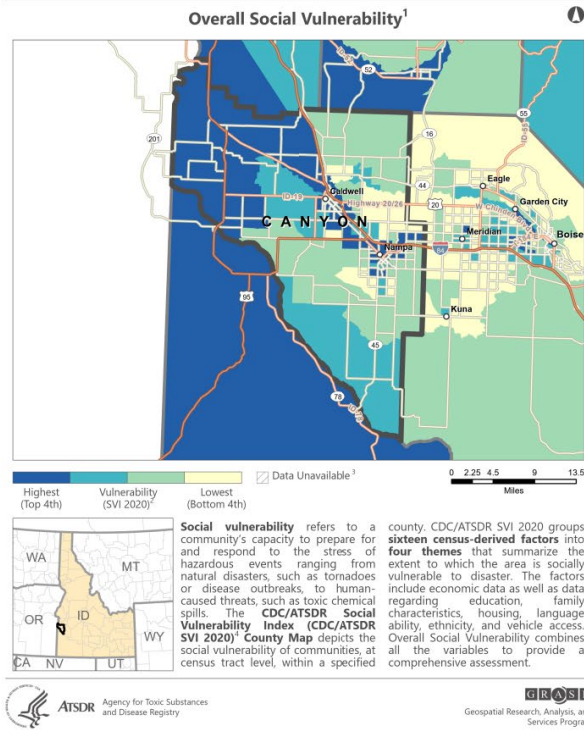 Overall Social Vulnerability¹
52
55
ID-55
201
16
44
Eagle
Garden City
Caldwell
ID-19
Highway 20/26
20
W Chinden
CANYON
Meridian
Boise
Nampa
84
95
Kuna
45
78
Data Unavailable³
0 2.25 4.5 9 13.5
Miles
Highest
(Top 4th)
Vulnerability
(SVI 2020)²
Lowest
(Bottom 4th)
WA
MT
OR
ID
WY
CA
NV
UT
Social vulnerability refers to a
community's capacity to prepare for
and respond to the stress of
hazardous events ranging from
natural disasters, such as tornadoes
or disease outbreaks, to human-
caused threats, such as toxic chemical
spills. The CDC/ATSDR Social
Vulnerability Index (CDC/ATSDR
SVI 2020)⁴ County Map depicts the
social vulnerability of communities, at
census tract level, within a specified
county. CDC/ATSDR SVI 2020 groups
sixteen census-derived factors into
four themes that summarize the
extent to which the area is socially
vulnerable to disaster. The factors
include economic data as well as data
regarding education, family
characteristics, housing, language
ability, ethnicity, and vehicle access.
Overall Social Vulnerability combines
all the variables to provide a
comprehensive assessment.
ATSDR
Agency for Toxic Substances
and Disease Registry
GRAS
Geospatial Research, Analysis, a
Services Progra